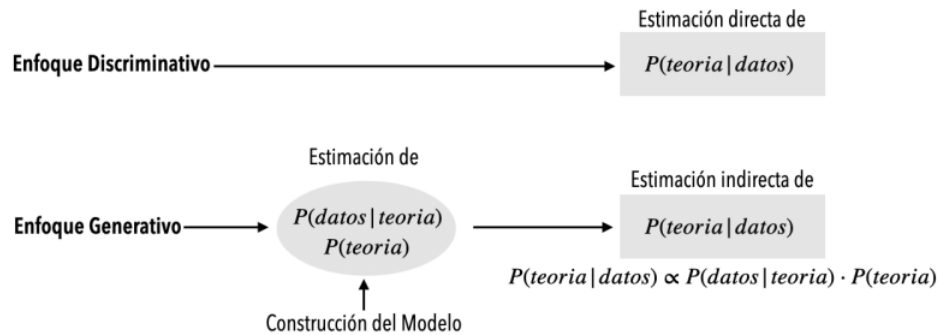 Estimación directa de
Enfoque Discriminativo
P(teoria|datos)
Estimación de
Estimación indirecta de
Enfoque Generativo
P(datos|teoria)
P(teoria)
P(teoria|datos)
P(teoria|datos) ∝ P(datos|teoria) · P(teoria)
Construcción del Modelo